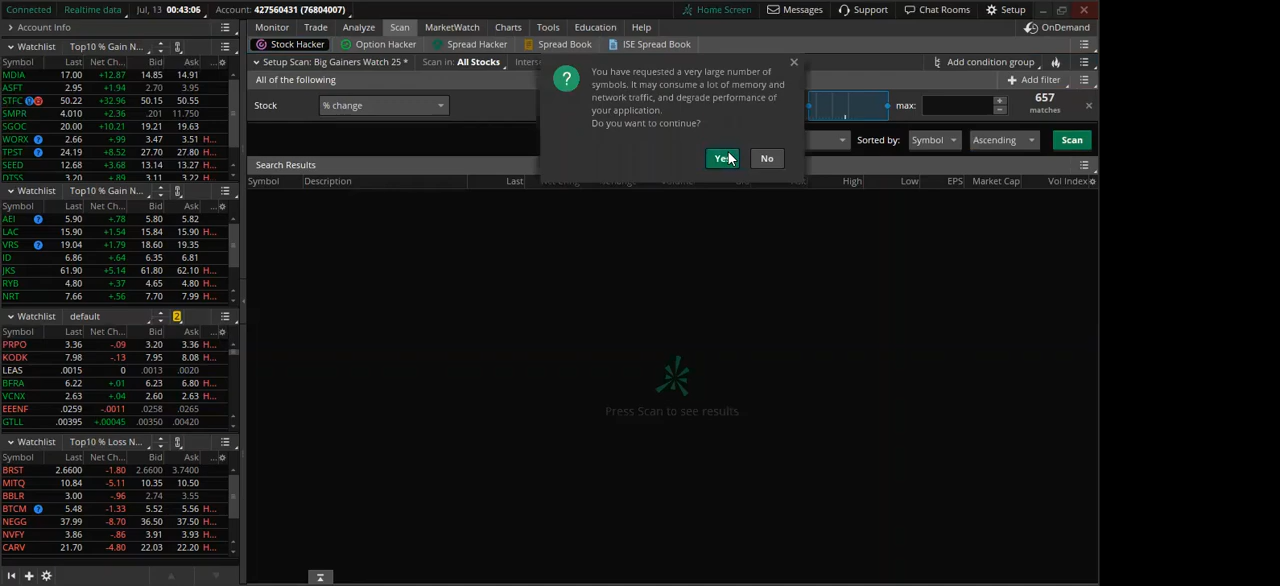 Connected Realtime data Jul, 13 00:43:06 Account: 427560431 (76804007) Home Screen Messages Support Chat Rooms Setup
Account Info
Monitor Trade Analyze Scan MarketWatch Charts Tools Education Help OnDemand
Stock Hacker Option Hacker Spread Hacker Spread Book ISE Spread Book
Watchlist Top10 % Gain N...
Symbol Last Net Ch... Bid Ask ...
MDIA 17.00 +12.87 14.85 14.91
ASFT 2.95 +1.94 2.70 3.95
STFC 50.22 +32.96 50.15 50.55
SMPR 4.010 +2.36 .201 11.750
SGOC 20.00 +10.21 19.21 19.63
WORX 2.66 +.99 3.47 3.51 H...
TPST 24.19 +8.52 27.70 27.80 H...
SEED 12.68 +3.68 13.14 13.27 H...
DTSS 3.20 +.89 3.11 3.22 H...
Watchlist Top10 % Gain N...
Symbol Last Net Ch... Bid Ask ...
AEI 5.90 +.78 5.80 5.82
LAC 15.90 +1.54 15.84 15.90 H...
VRS 19.04 +1.79 18.60 19.35
ID 6.86 +.64 6.35 6.81
JKS 61.90 +5.14 61.80 62.10 H...
RYB 4.80 +.37 4.65 4.80 H...
NRT 7.66 +.56 7.70 7.99 H...
Watchlist default 2
Symbol Last Net Ch... Bid Ask ...
PRPO 3.36 -.09 3.20 3.36 H...
KODK 7.98 -.13 7.95 8.08 H...
LEAS .0015 0 .0013 .0020
BFRA 6.22 +.01 6.23 6.80 H...
VCNX 2.63 +.04 2.60 2.63 H...
EEENF .0259 -.0011 .0258 .0265
GTLL .00395 +.00045 .00350 .00420
Watchlist Top10 % Loss N...
Symbol Last Net Ch... Bid Ask ...
BRST 2.6600 -1.80 2.6600 3.7400
MITQ 10.84 -5.11 10.35 10.50
BBLR 3.00 -.96 2.74 3.55
BTCM 5.48 -1.33 5.52 5.56 H...
NEGG 37.99 -8.70 36.50 37.50 H...
NVFY 3.86 -.86 3.91 3.93 H...
CARV 21.70 -4.80 22.03 22.20 H...
Setup Scan: Big Gainers Watch 25 * Scan in: All Stocks Add condition group
All of the following Add filter
Stock % change max: 657
matches
You have requested a very large number of
symbols. It may consume a lot of memory and
network traffic, and degrade performance of
your application.
Do you want to continue?
Yes No
Sorted by: Symbol Ascending Scan
Search Results
Symbol Description Last High Low EPS Market Cap Vol Index
Press Scan to see results...